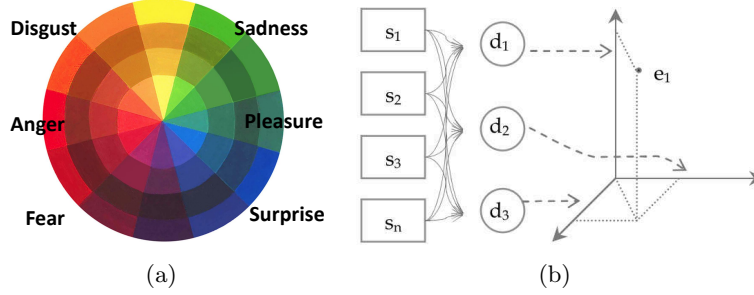 Disgust
Sadness
Anger
Pleasure
Fear
Surprise
(a)
s1
s2
s3
sn
d1
d2
d3
e1
(b)